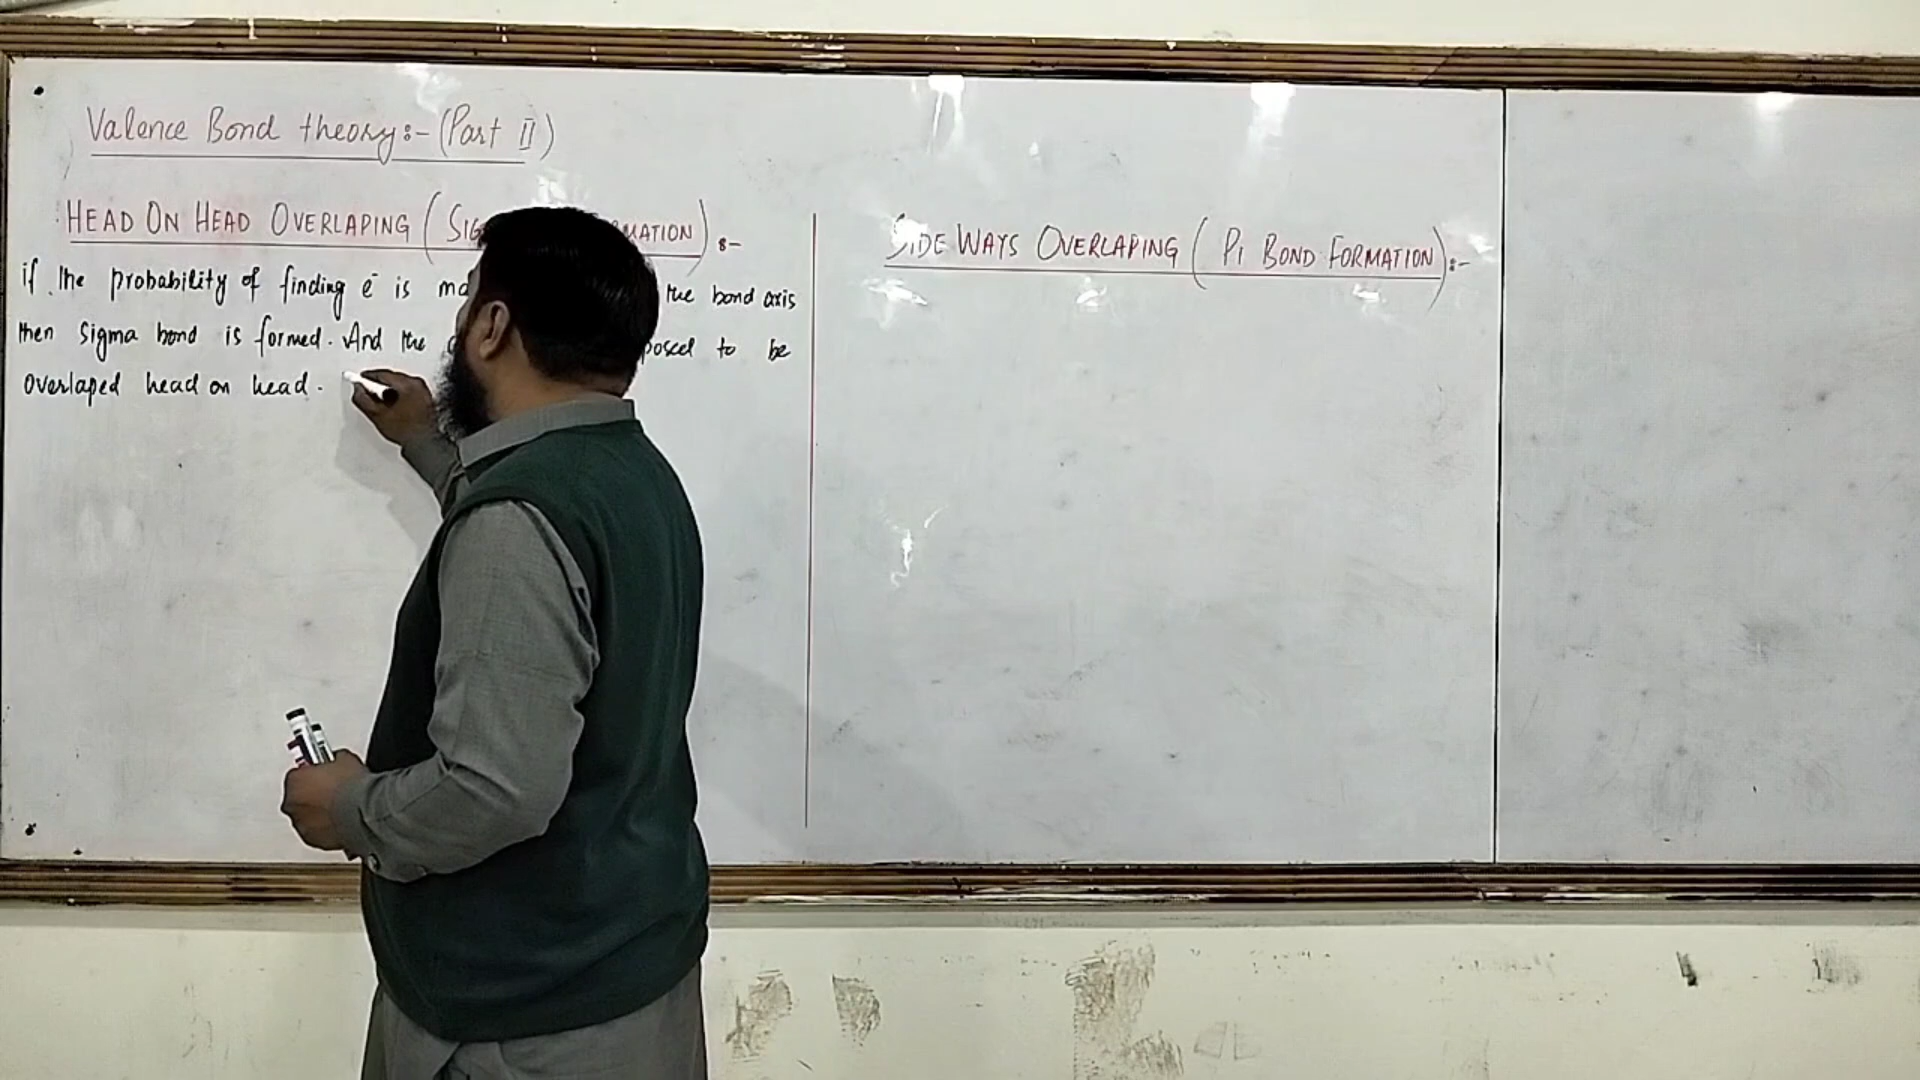 Valence Bond theory:- (Part II)
HEAD ON HEAD OVERLAPING ( SIG MATION) :-
if the probability of finding ē is ma the bond axis
then Sigma bond is formed. And the posed to be
overlaped head on head.
SIDE WAYS OVERLAPING ( PI BOND FORMATION) :-